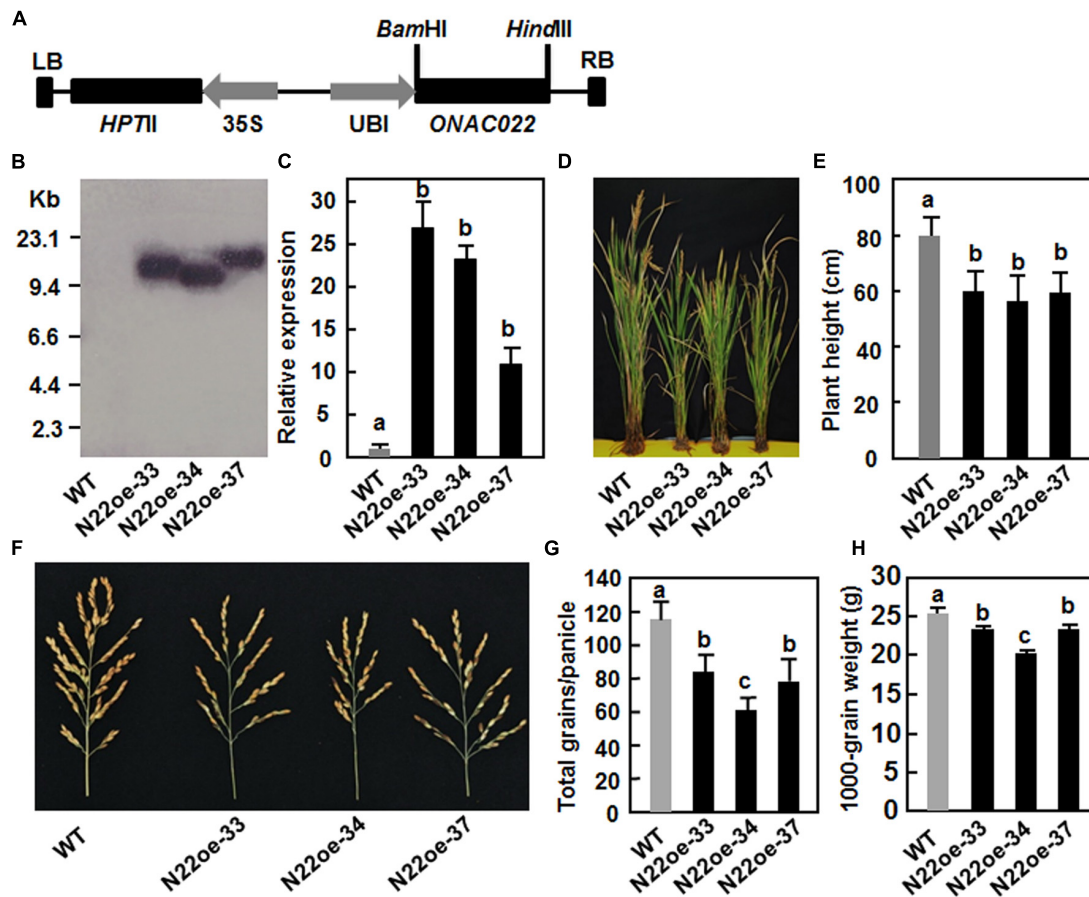 A
BamHI HindIII
LB RB
HPTII 35S UBI ONAC022
B
Kb
23.1
9.4
6.6
4.4
2.3
WT N22oe-33 N22oe-34 N22oe-37
C
Relative expression
30
25
20
15
10
5
0
a b b b
WT N22oe-33 N22oe-34 N22oe-37
D
WT N22oe-33 N22oe-34 N22oe-37
E
Plant height (cm)
100
80
60
40
20
0
a b b b
WT N22oe-33 N22oe-34 N22oe-37
F
WT N22oe-33 N22oe-34 N22oe-37
G
Total grains/panicle
140
120
100
80
60
40
20
0
a b c b
WT N22oe-33 N22oe-34 N22oe-37
H
1000-grain weight (g)
30
25
20
15
10
5
0
a b c b
WT N22oe-33 N22oe-34 N22oe-37